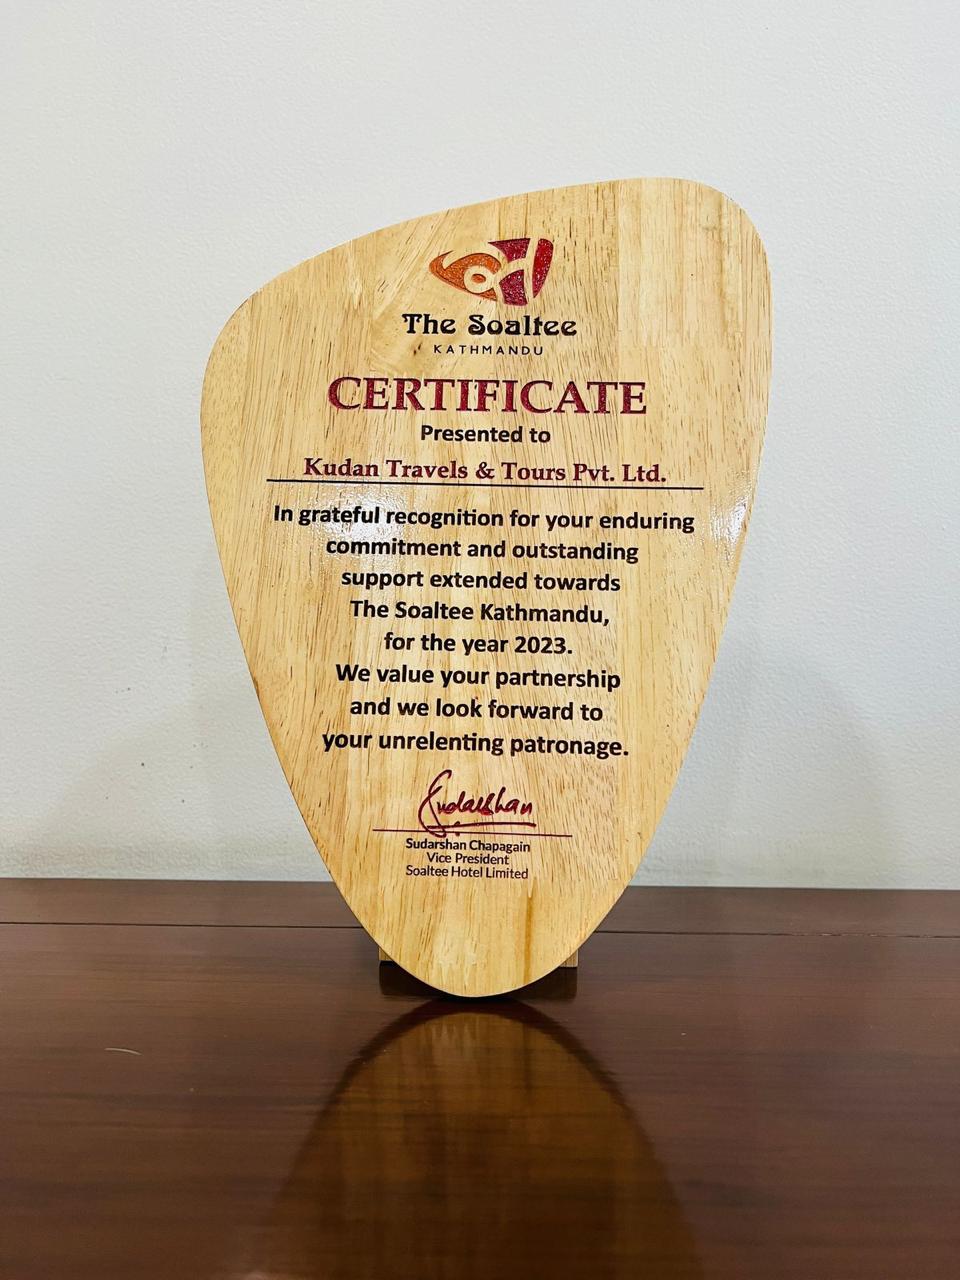 The Soaltee
KATHMANDU
CERTIFICATE
Presented to
Kudan Travels & Tours Pvt. Ltd.
In grateful recognition for your enduring
commitment and outstanding
support extended towards
The Soaltee Kathmandu,
for the year 2023.
We value your partnership
and we look forward to
your unrelenting patronage.
Sudarshan
Sudarshan Chapagain
Vice President
Soaltee Hotel Limited